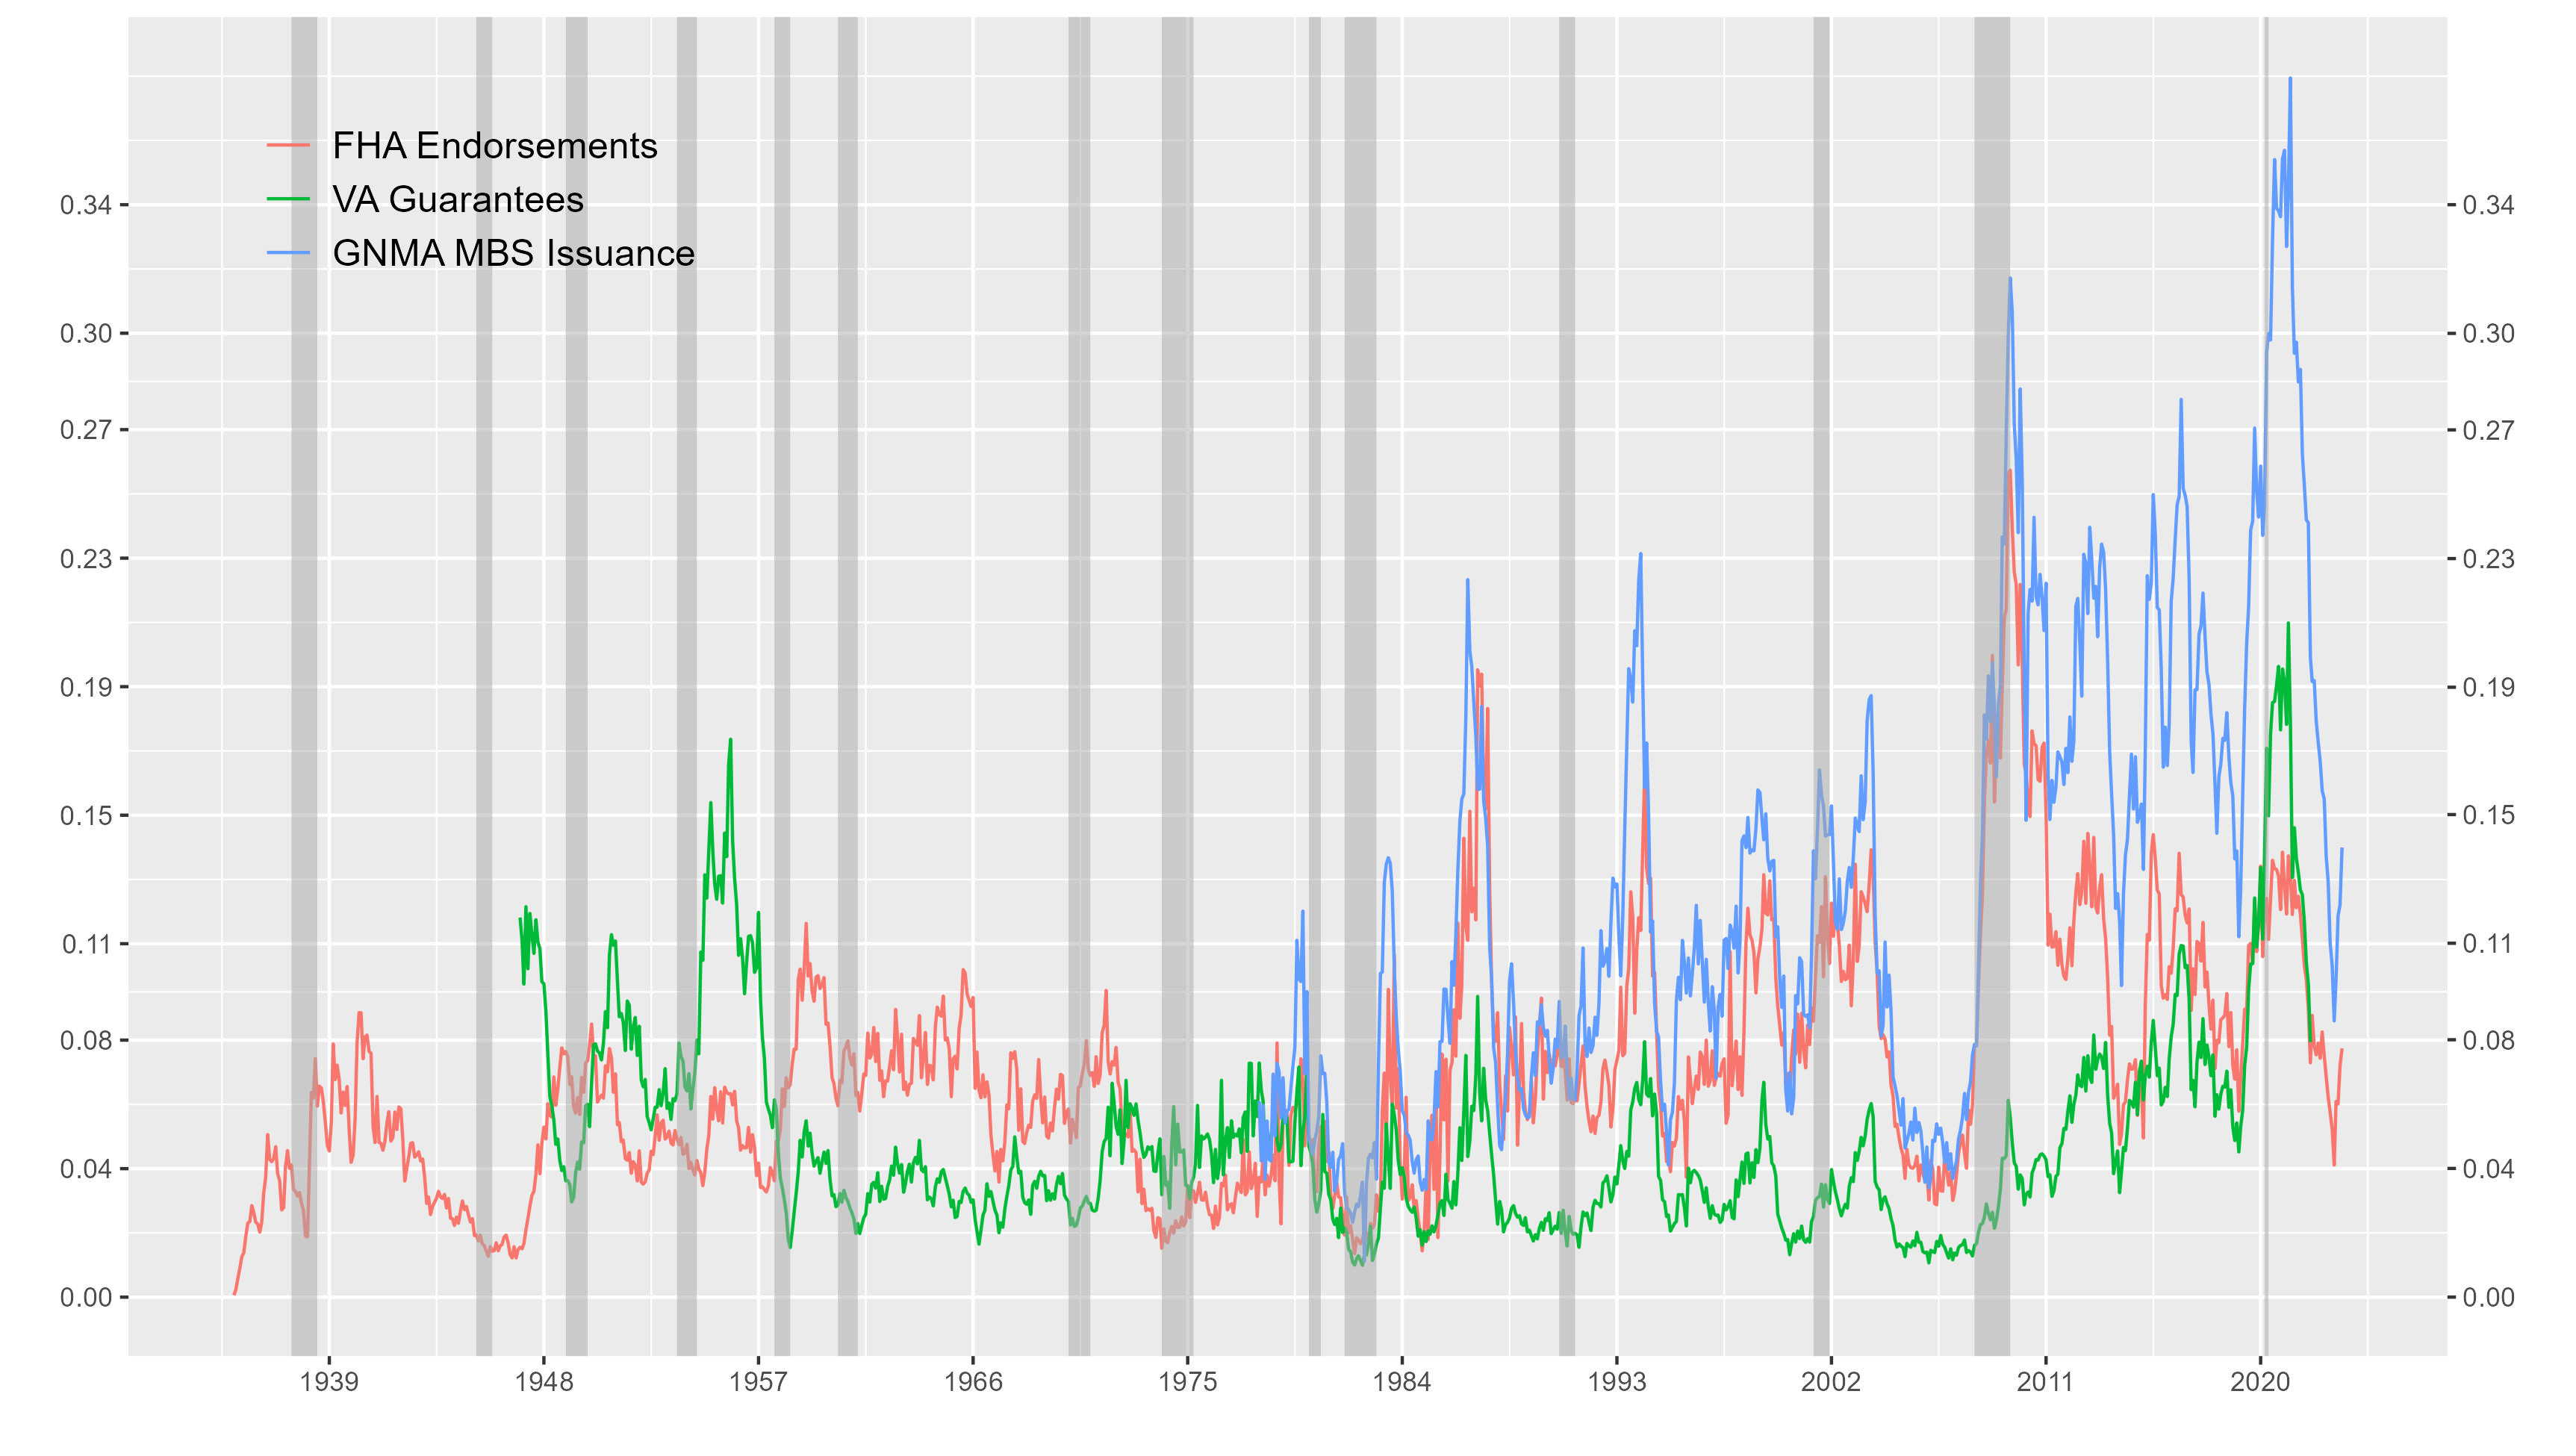 FHA Endorsements
VA Guarantees
GNMA MBS Issuance
0.34 0.34
0.30 0.30
0.27 0.27
0.23 0.23
0.19 0.19
0.15 0.15
0.11 0.11
0.08 0.08
0.04 0.04
0.00 0.00
1939 1948 1957 1966 1975 1984 1993 2002 2011 2020